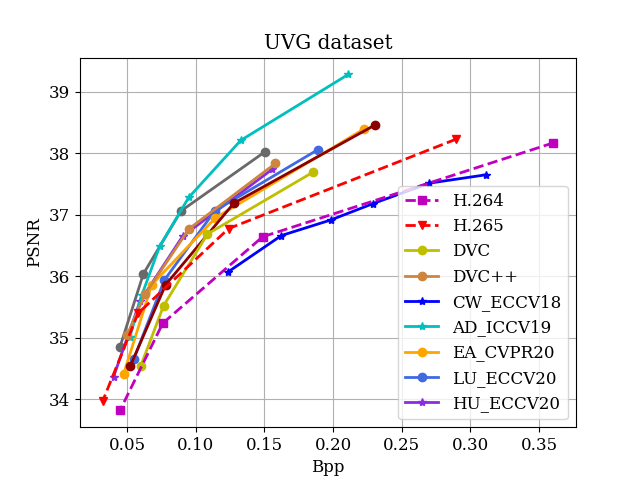 UVG dataset
PSNR
39
38
37
36
35
34
H.264
H.265
DVC
DVC++
CW_ECCV18
AD_ICCV19
EA_CVPR20
LU_ECCV20
HU_ECCV20
0.05 0.10 0.15 0.20 0.25 0.30 0.35
Bpp